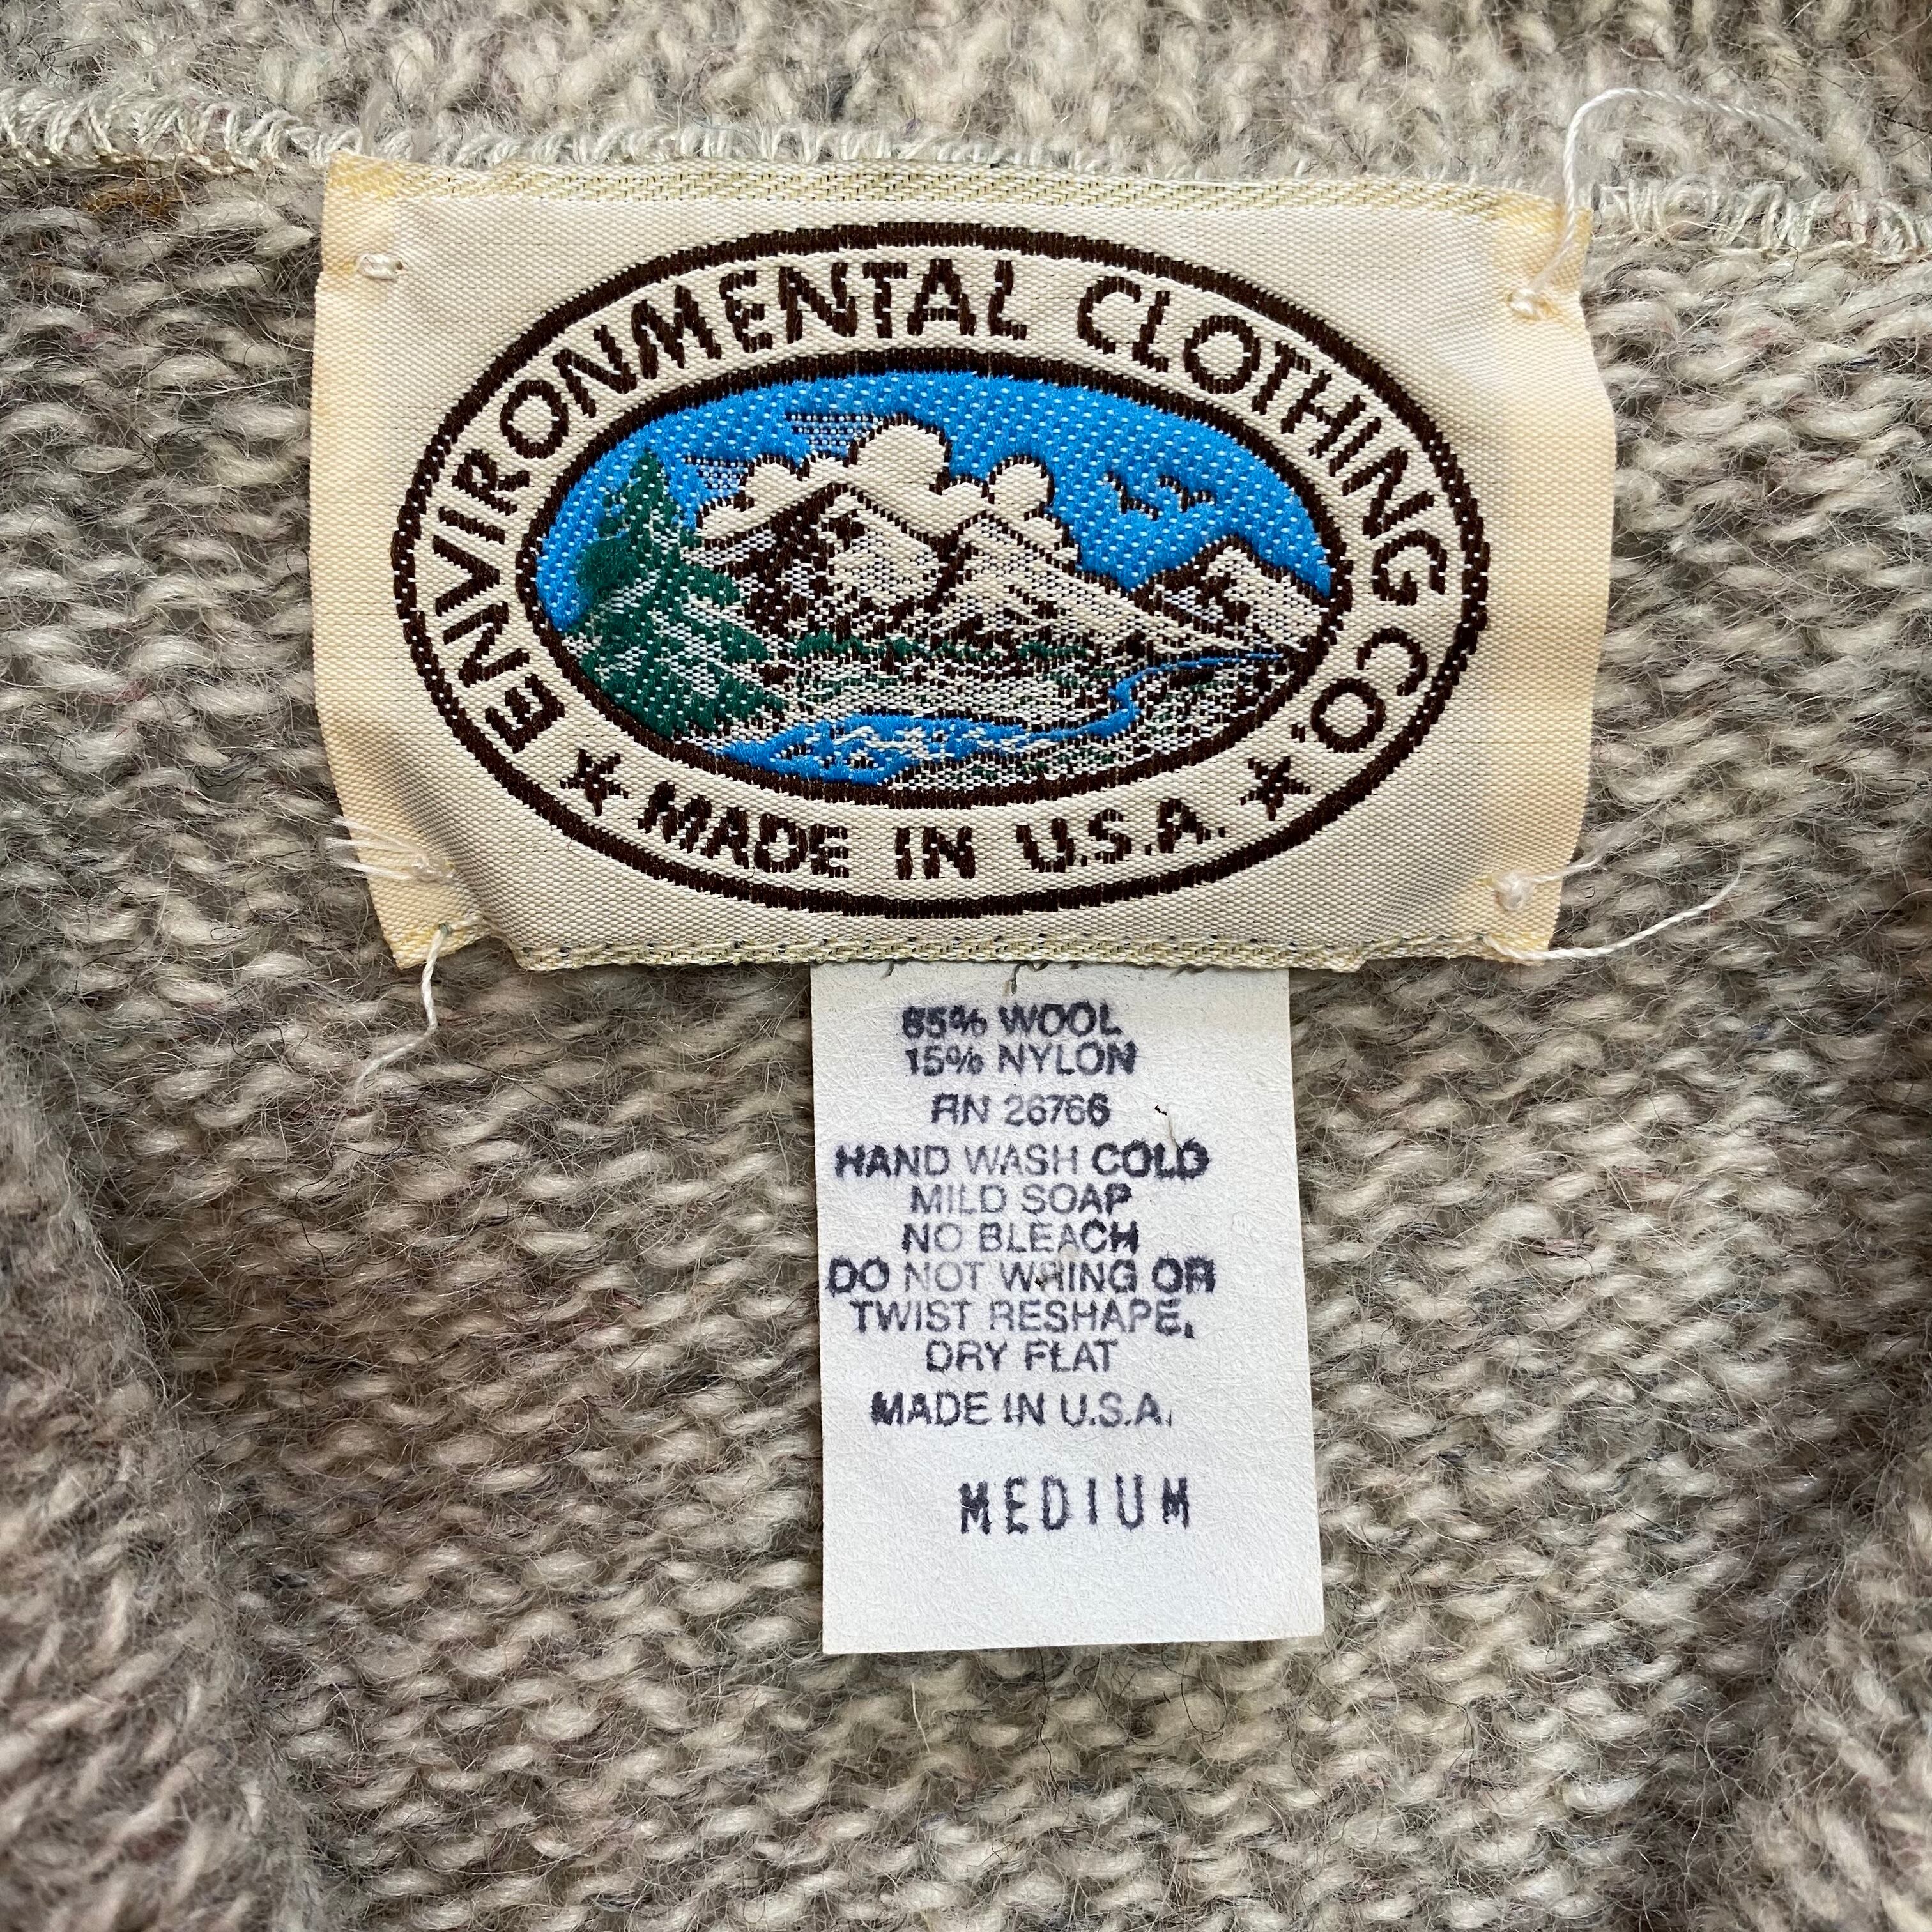 ENVIRONMENTAL CLOTHING CO.
MADE IN U.S.A.
85% WOOL
15% NYLON
RN 26766
HAND WASH COLD
MILD SOAP
NO BLEACH
DO NOT WRING OR
TWIST RESHAPE,
DRY FLAT
MADE IN U.S.A.
MEDIUM